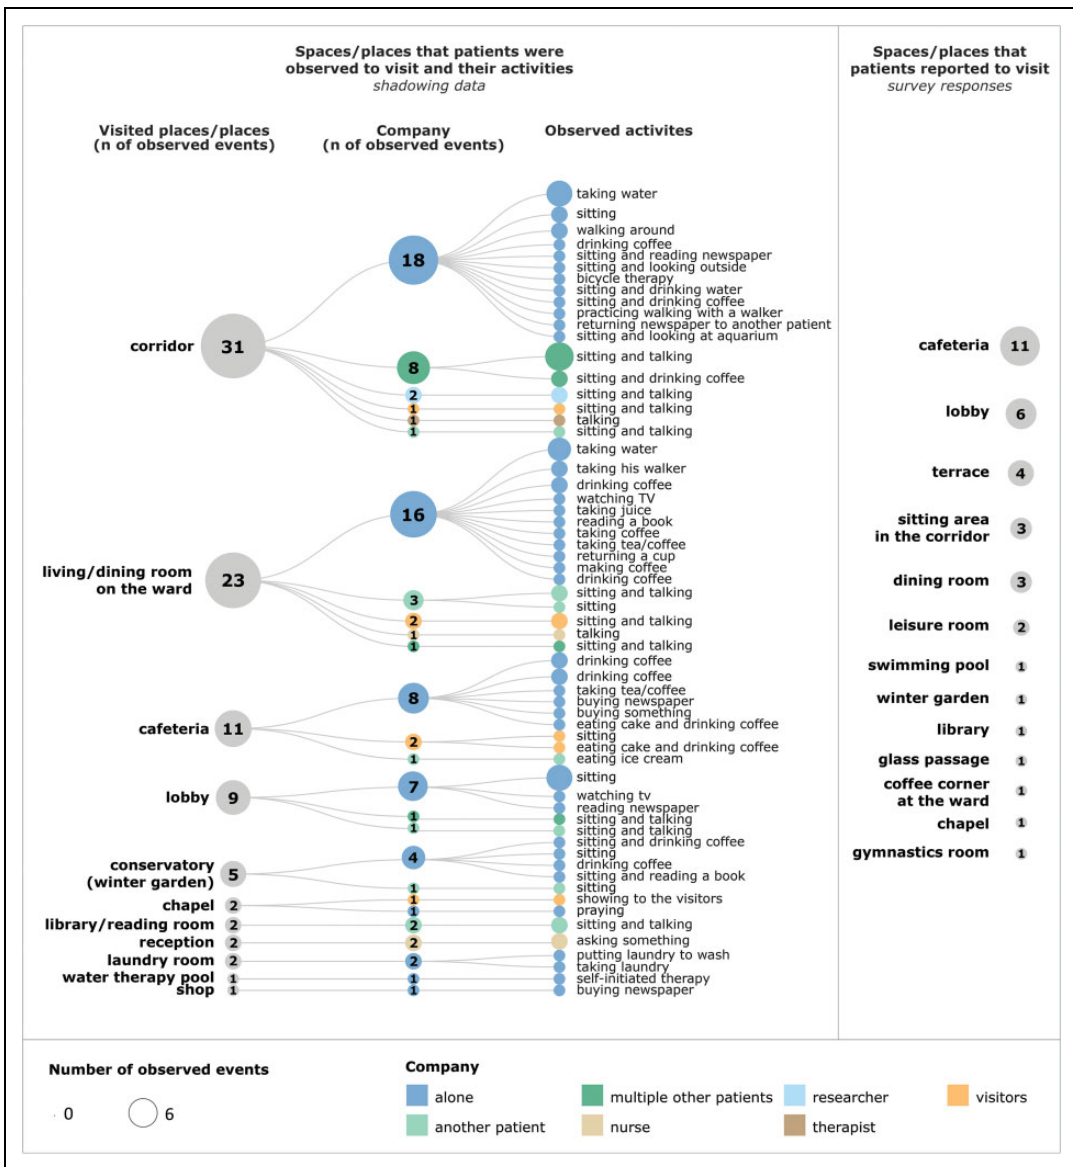 Spaces/places that patients were
observed to visit and their activities
shadowing data
Visited places/places
(n of observed events)
Company
(n of observed events)
Observed activites
corridor
31
18
taking water
sitting
walking around
drinking coffee
sitting and reading newspaper
sitting and looking outside
bicycle therapy
sitting and drinking water
sitting and drinking coffee
practicing walking with a walker
returning newspaper to another patient
sitting and looking at aquarium
8
sitting and talking
sitting and drinking coffee
2
sitting and talking
1
sitting and talking
1
talking
1
sitting and talking
living/dining room
on the ward
23
16
taking water
taking his walker
drinking coffee
watching TV
taking juice
reading a book
taking coffee
taking tea/coffee
returning a cup
making coffee
drinking coffee
3
sitting and talking
sitting
2
sitting and talking
1
talking
1
sitting and talking
cafeteria
11
8
drinking coffee
drinking coffee
taking tea/coffee
buying newspaper
buying something
eating cake and drinking coffee
2
sitting
eating cake and drinking coffee
1
eating ice cream
lobby
9
7
sitting
watching tv
reading newspaper
1
sitting and talking
1
sitting and talking
conservatory
(winter garden)
5
4
sitting and drinking coffee
sitting
drinking coffee
sitting and reading a book
1
sitting
chapel
2
1
showing to the visitors
1
praying
library/reading room
2
2
sitting and talking
reception
2
2
asking something
laundry room
2
2
putting laundry to wash
taking laundry
water therapy pool
1
1
self-initiated therapy
shop
1
1
buying newspaper
Spaces/places that
patients reported to visit
survey responses
cafeteria
11
lobby
6
terrace
4
sitting area
in the corridor
3
dining room
3
leisure room
2
swimming pool
1
winter garden
1
library
1
glass passage
1
coffee corner
at the ward
1
chapel
1
gymnastics room
1
Number of observed events
0
6
Company
alone
multiple other patients
researcher
visitors
another patient
nurse
therapist